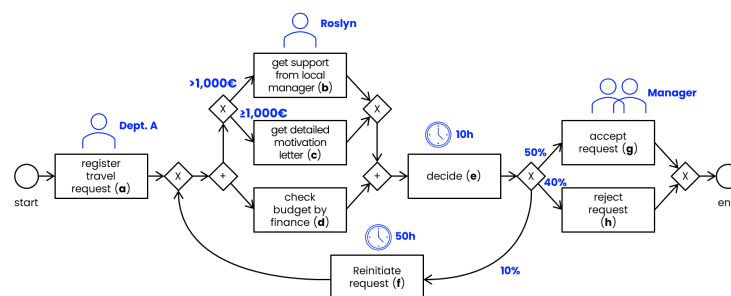 Roslyn
get support
from local
manager (b)
>1,000€
Manager
Dept. A
X
≥1,000€
X
10h
accept
request (g)
get detailed
motivation
letter (c)
50%
register
travel
request (a)
X
+
+
decide (e)
X
40%
X
start
check
budget by
finance (d)
reject
request
(h)
en
50h
Reinitiate
request (f)
10%